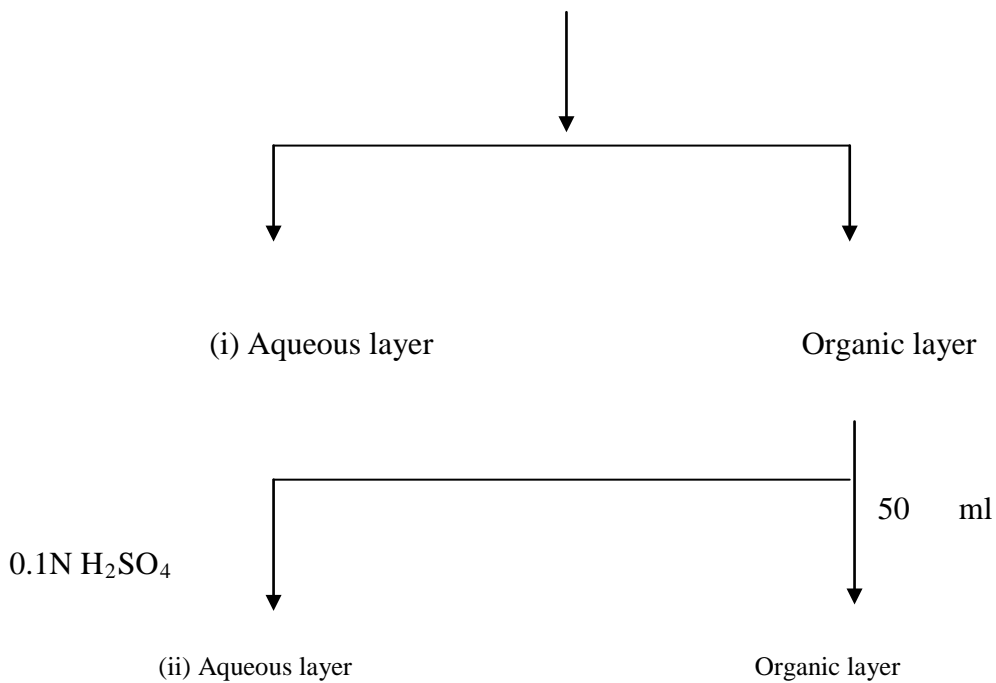 (i) Aqueous layer Organic layer
50 ml
0.1N H₂SO₄
(ii) Aqueous layer Organic layer